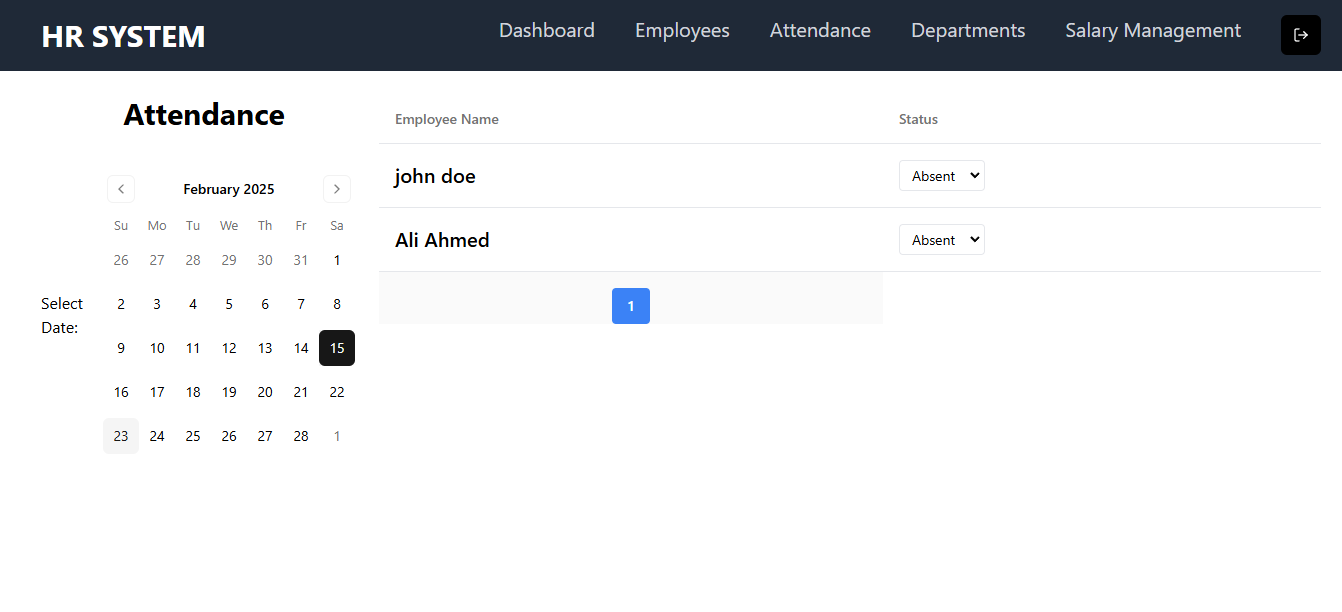 HR SYSTEM
Dashboard Employees Attendance Departments Salary Management
Attendance
Select
Date:
February 2025
Su Mo Tu We Th Fr Sa
26 27 28 29 30 31 1
2 3 4 5 6 7 8
9 10 11 12 13 14 15
16 17 18 19 20 21 22
23 24 25 26 27 28 1
Employee Name Status
john doe Absent
Ali Ahmed Absent
1